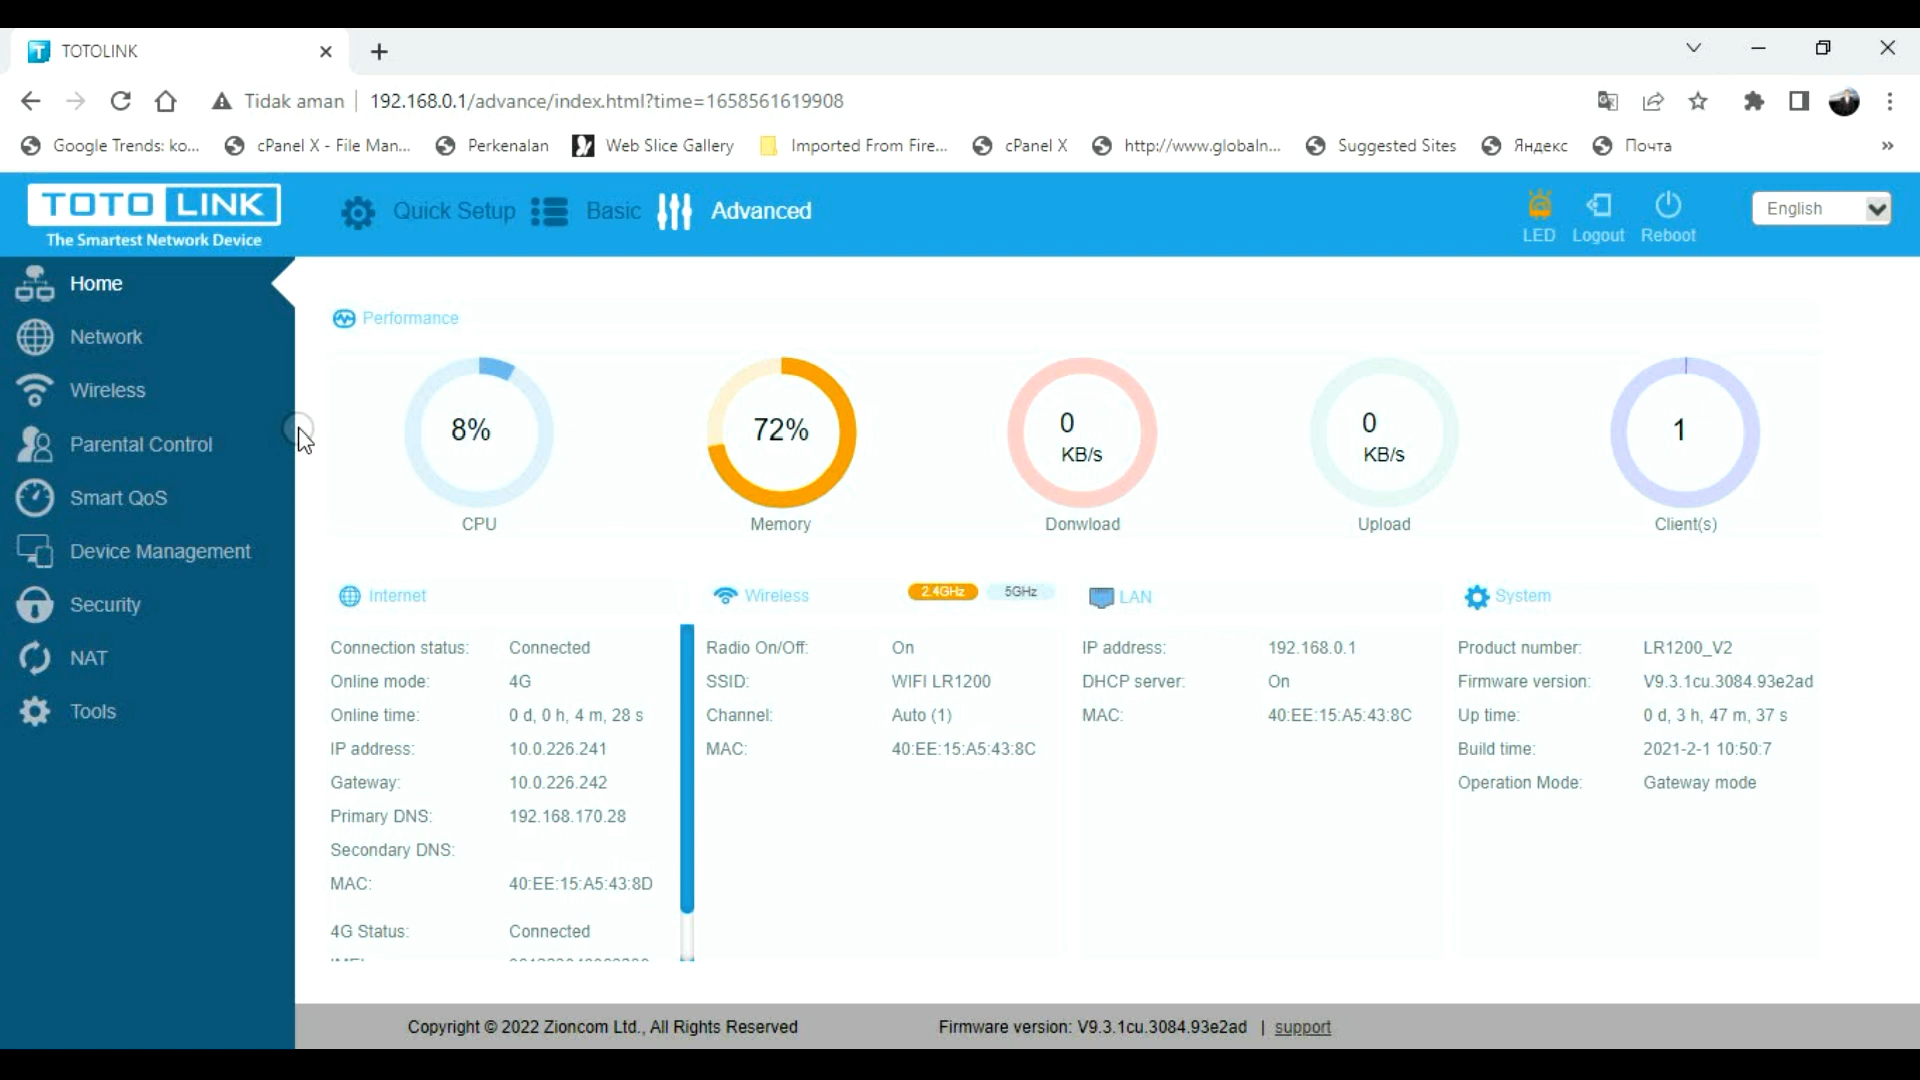 TOTOLINK
Tidak aman | 192.168.0.1/advance/index.html?time=1658561619908
Google Trends: ko... cPanel X - File Man... Perkenalan Web Slice Gallery Imported From Fire... cPanel X http://www.globaln... Suggested Sites Яндекс Почта »
TOTO LINK
The Smartest Network Device
Quick Setup Basic Advanced
LED Logout Reboot
English
Home
Network
Wireless
Parental Control
Smart QoS
Device Management
Security
NAT
Tools
Performance
8% 72% 0 KB/s 0 KB/s 1
CPU Memory Donwload Upload Client(s)
Internet
Connection status: Connected
Online mode: 4G
Online time: 0 d, 0 h, 4 m, 28 s
IP address: 10.0.226.241
Gateway: 10.0.226.242
Primary DNS: 192.168.170.28
Secondary DNS:
MAC: 40:EE:15:A5:43:8D
4G Status: Connected
Wireless 2.4GHz 5GHz
Radio On/Off: On
SSID: WIFI LR1200
Channel: Auto (1)
MAC: 40:EE:15:A5:43:8C
LAN
IP address: 192.168.0.1
DHCP server: On
MAC: 40:EE:15:A5:43:8C
System
Product number: LR1200_V2
Firmware version: V9.3.1cu.3084.93e2ad
Up time: 0 d, 3 h, 47 m, 37 s
Build time: 2021-2-1 10:50:7
Operation Mode: Gateway mode
Copyright © 2022 Zioncom Ltd., All Rights Reserved
Firmware version: V9.3.1cu.3084.93e2ad | support